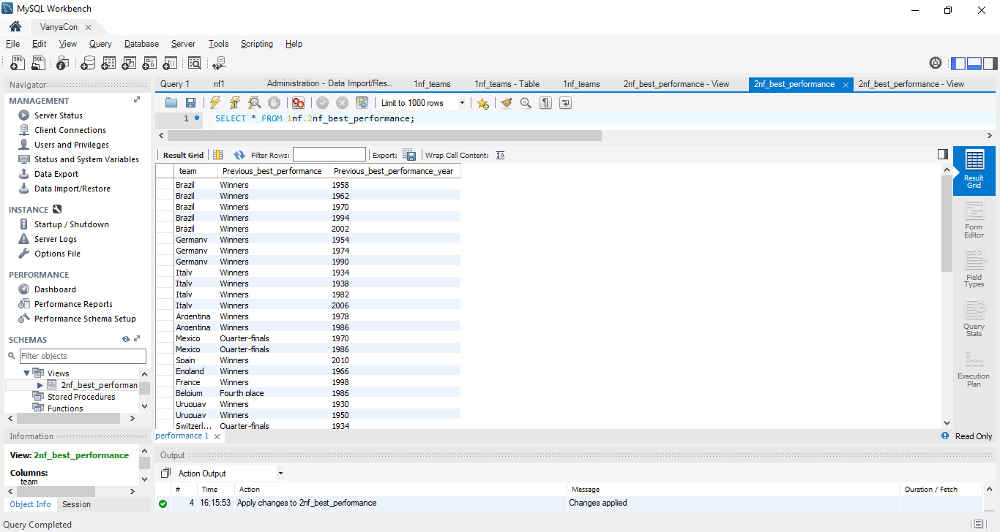 MySQL Workbench
VanyaCon
File Edit View Query Database Server Tools Scripting Help
Navigator
MANAGEMENT
Server Status
Client Connections
Users and Privileges
Status and System Variables
Data Export
Data Import/Restore
INSTANCE
Startup / Shutdown
Server Logs
Options File
PERFORMANCE
Dashboard
Performance Reports
Performance Schema Setup
SCHEMAS
Filter objects
Views
2nf_best_performan
Stored Procedures
Functions
Information
View: 2nf_best_performance
Columns:
team
Object Info Session
Query 1 nf1 Administration - Data Import/Res... 1nf_teams 1nf_teams - Table 1nf_teams 2nf_best_performance - View 2nf_best_performance 2nf_best_performance - View
Limit to 1000 rows
1 SELECT * FROM 1nf.2nf_best_performance;
Result Grid Filter Rows: Export: Wrap Cell Content:
team Previous_best_performance Previous_best_performance_year
Brazil Winners 1958
Brazil Winners 1962
Brazil Winners 1970
Brazil Winners 1994
Brazil Winners 2002
Germany Winners 1954
Germany Winners 1974
Germany Winners 1990
Italy Winners 1934
Italy Winners 1938
Italy Winners 1982
Italy Winners 2006
Argentina Winners 1978
Argentina Winners 1986
Mexico Quarter-finals 1970
Mexico Quarter-finals 1986
Spain Winners 2010
England Winners 1966
France Winners 1998
Belgium Fourth place 1986
Uruguay Winners 1930
Uruguay Winners 1950
Switzerl... Quarter-finals 1934
Result Grid
Form Editor
Field Types
Query Stats
Execution Plan
performance 1
Read Only
Output
Action Output
# Time Action Message Duration / Fetch
4 16:15:53 Apply changes to 2nf_best_performance Changes applied
Query Completed